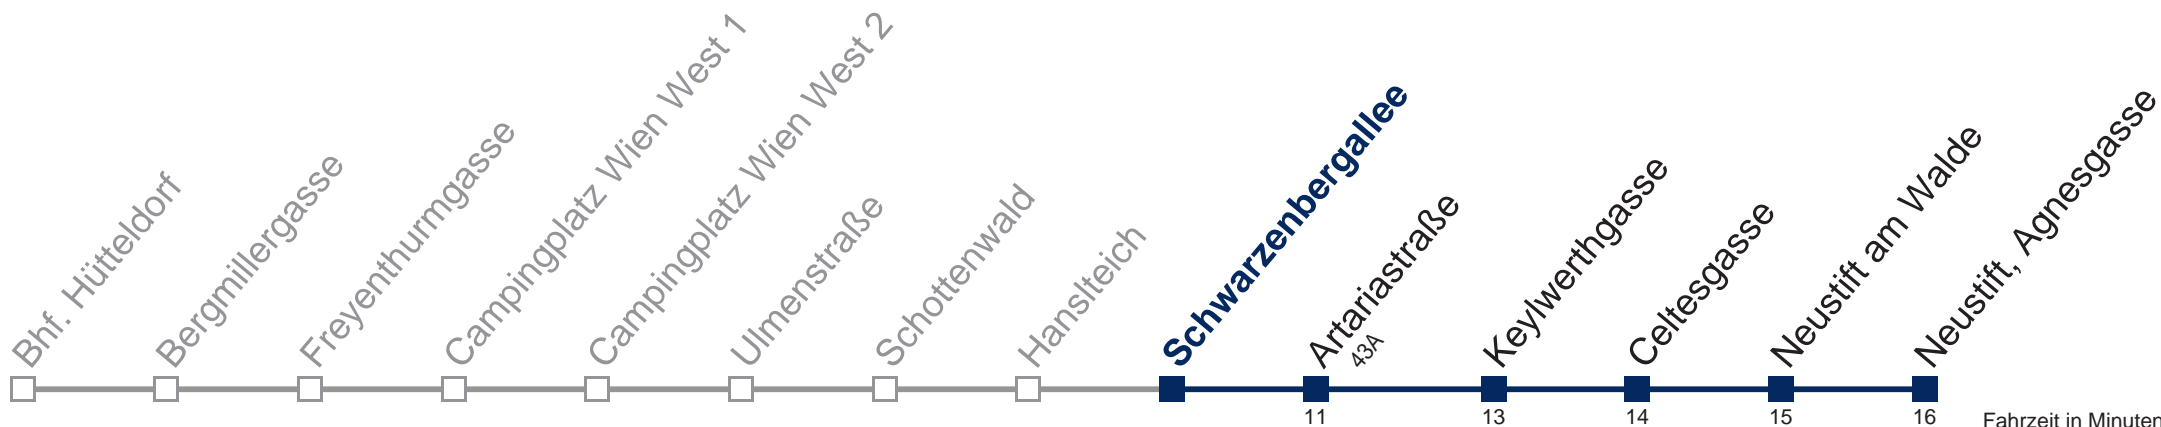 Bhf. Hütteldorf
Bergmillergasse
Freyenthurmgasse
Campingplatz Wien West 1
Campingplatz Wien West 2
Ulmenstraße
Schottenwald
Hanslteich
Schwarzenbergallee
Artariastraße
43A
Keylwerthgasse
Celtesgasse
Neustift am Walde
Neustift, Agnesgasse
11
13
14
15
16
Fahrzeit in Minuten